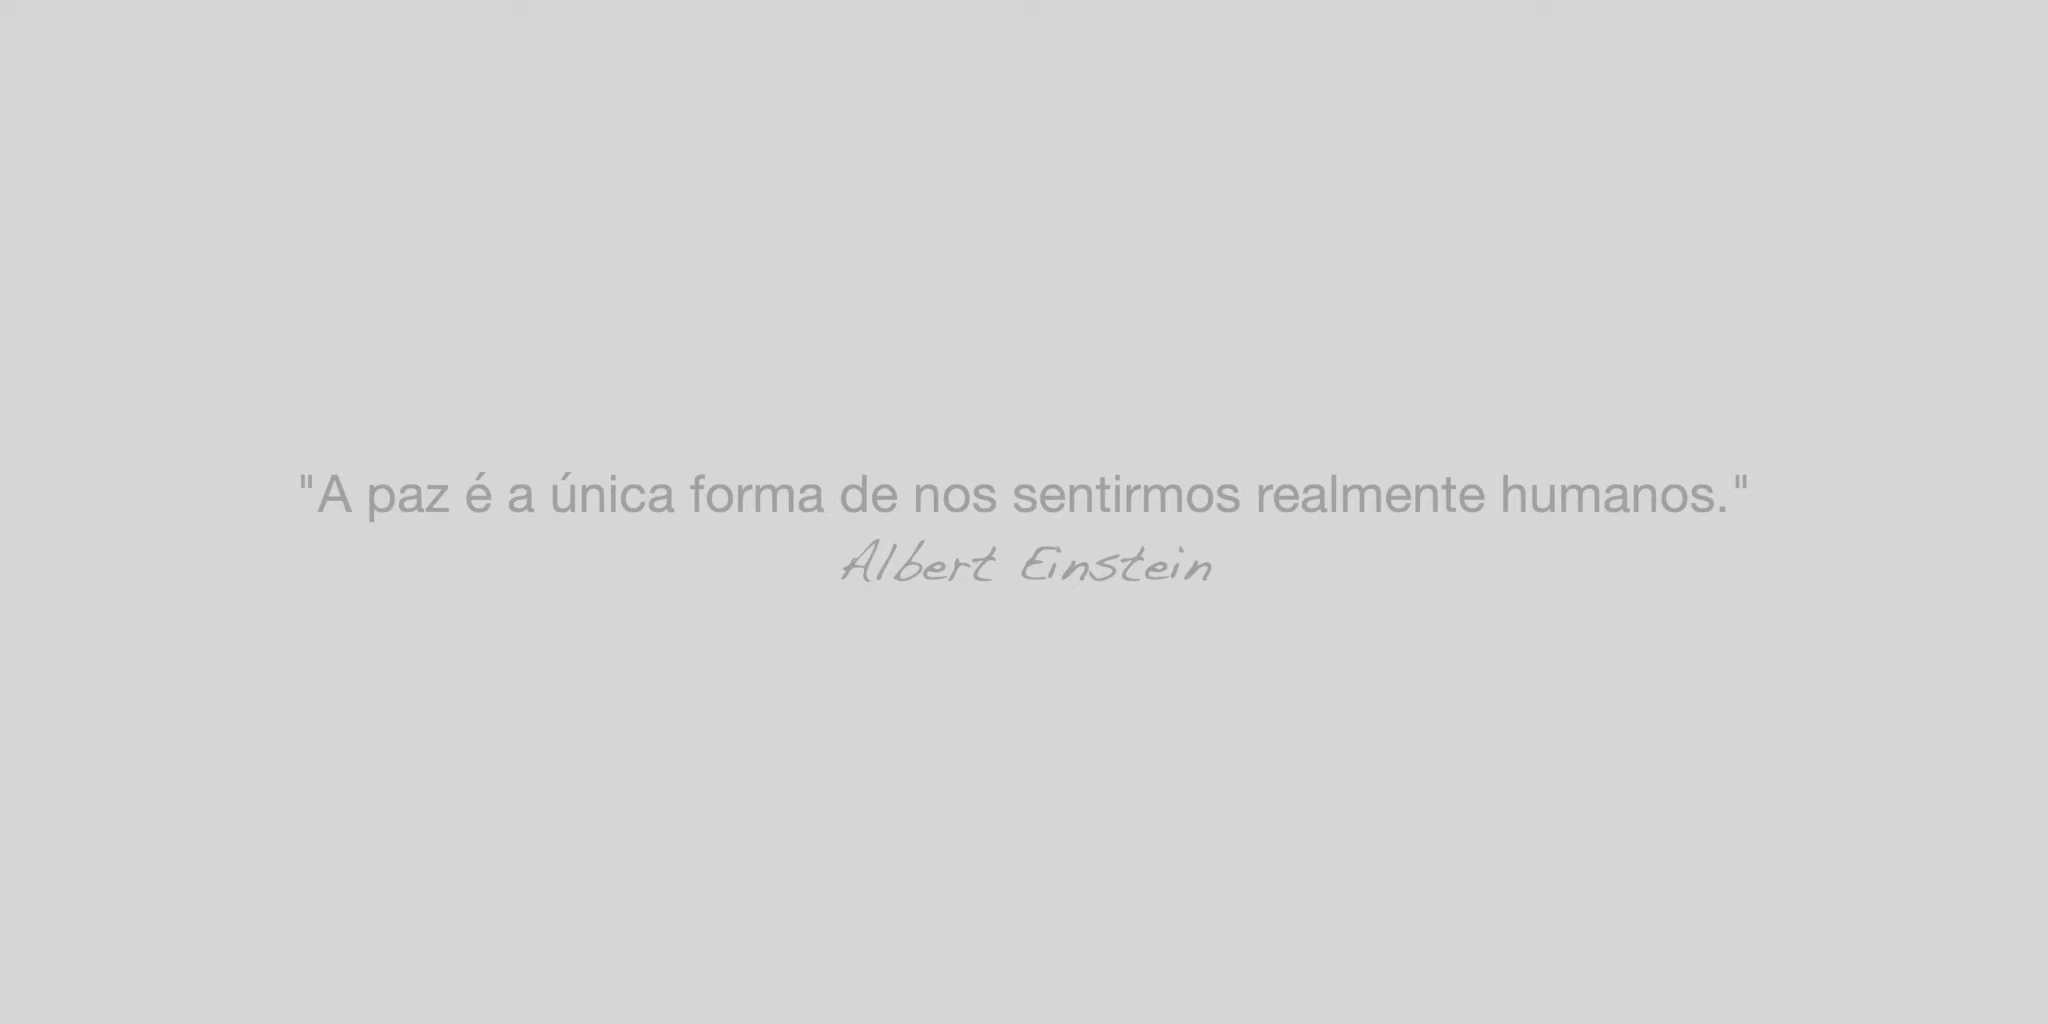 "A paz é a única forma de nos sentirmos realmente humanos."
Albert Einstein